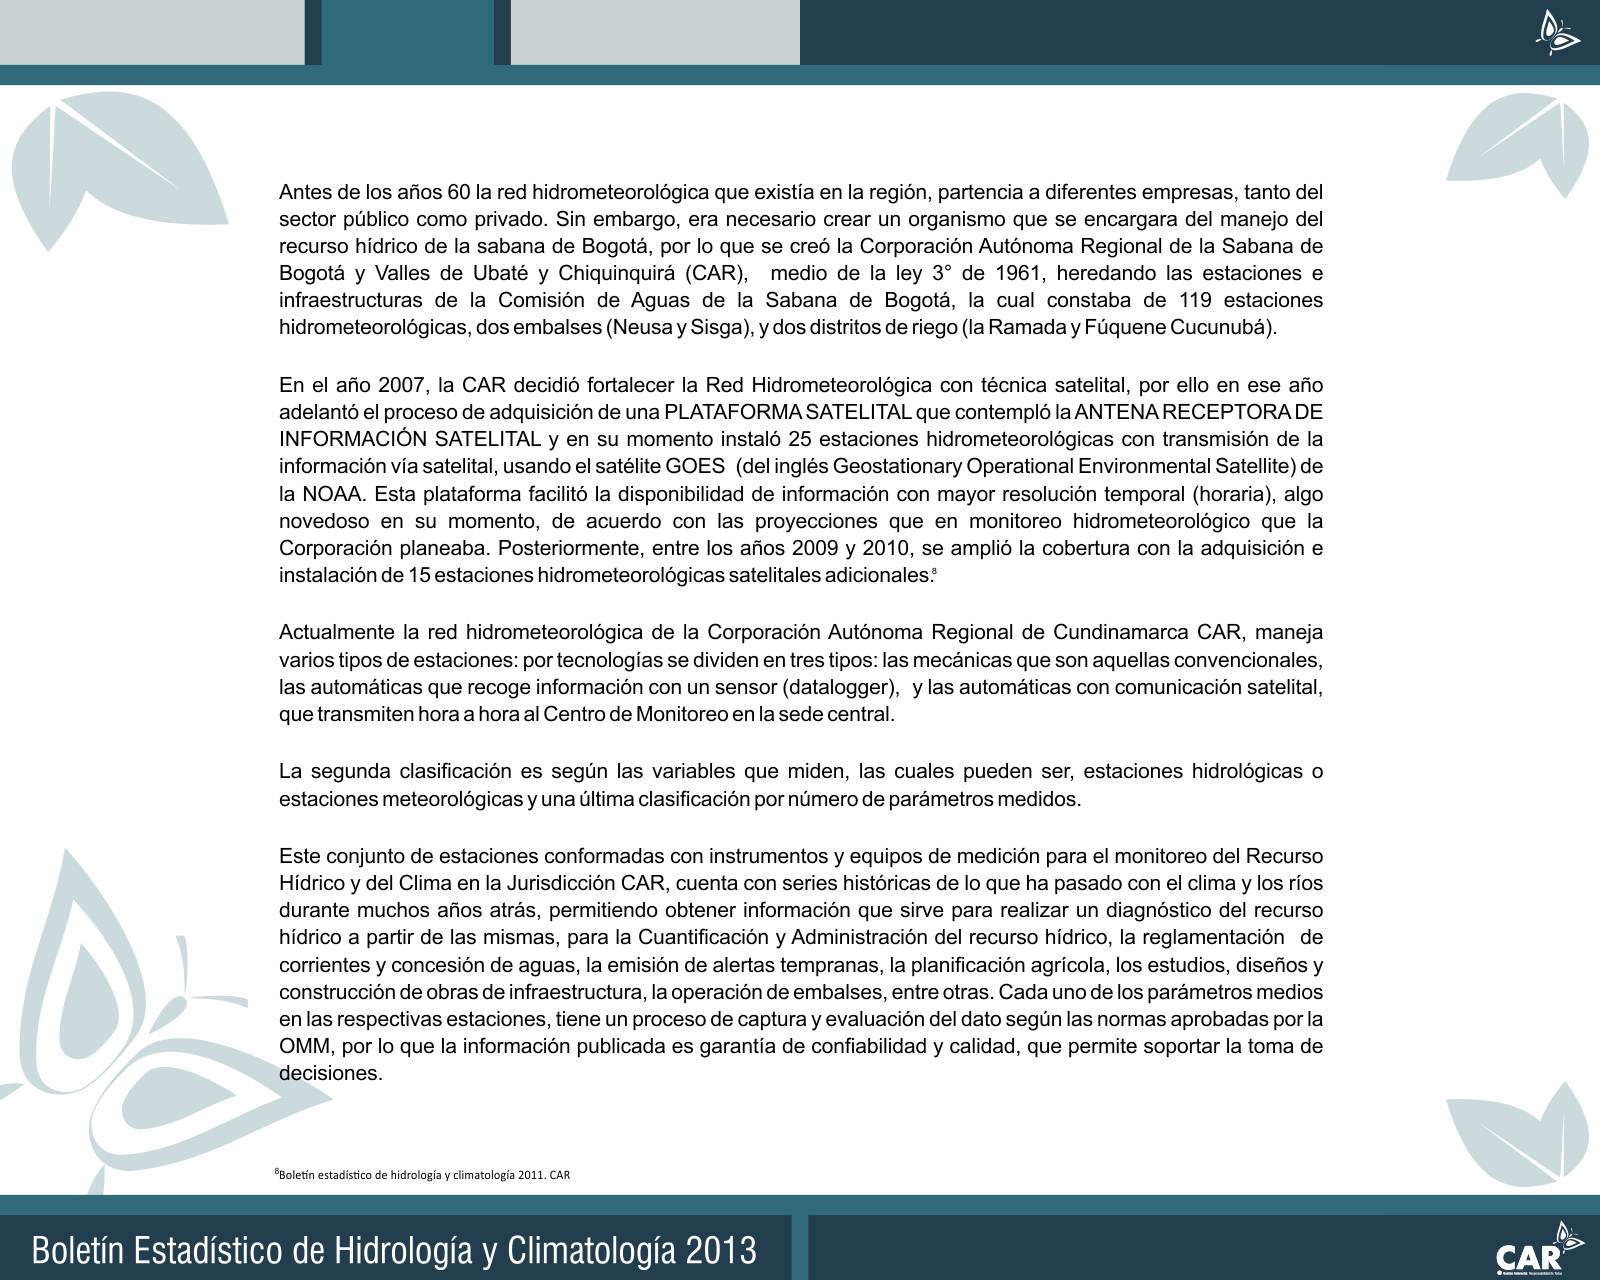 Antes de los años 60 la red hidrometeorológica que existía en la región, partencia a diferentes empresas, tanto del
sector público como privado. Sin embargo, era necesario crear un organismo que se encargara del manejo del
recurso hídrico de la sabana de Bogotá, por lo que se creó la Corporación Autónoma Regional de la Sabana de
Bogotá y Valles de Ubaté y Chiquinquirá (CAR), medio de la ley 3° de 1961, heredando las estaciones e
infraestructuras de la Comisión de Aguas de la Sabana de Bogotá, la cual constaba de 119 estaciones
hidrometeorológicas, dos embalses (Neusa y Sisga), y dos distritos de riego (la Ramada y Fúquene Cucunubá).
En el año 2007, la CAR decidió fortalecer la Red Hidrometeorológica con técnica satelital, por ello en ese año
adelantó el proceso de adquisición de una PLATAFORMA SATELITAL que contempló la ANTENA RECEPTORA DE
INFORMACIÓN SATELITAL y en su momento instaló 25 estaciones hidrometeorológicas con transmisión de la
información vía satelital, usando el satélite GOES (del inglés Geostationary Operational Environmental Satellite) de
la NOAA. Esta plataforma facilitó la disponibilidad de información con mayor resolución temporal (horaria), algo
novedoso en su momento, de acuerdo con las proyecciones que en monitoreo hidrometeorológico que la
Corporación planeaba. Posteriormente, entre los años 2009 y 2010, se amplió la cobertura con la adquisición e
instalación de 15 estaciones hidrometeorológicas satelitales adicionales.8
Actualmente la red hidrometeorológica de la Corporación Autónoma Regional de Cundinamarca CAR, maneja
varios tipos de estaciones: por tecnologías se dividen en tres tipos: las mecánicas que son aquellas convencionales,
las automáticas que recoge información con un sensor (datalogger), y las automáticas con comunicación satelital,
que transmiten hora a hora al Centro de Monitoreo en la sede central.
La segunda clasificación es según las variables que miden, las cuales pueden ser, estaciones hidrológicas o
estaciones meteorológicas y una última clasificación por número de parámetros medidos.
Este conjunto de estaciones conformadas con instrumentos y equipos de medición para el monitoreo del Recurso
Hídrico y del Clima en la Jurisdicción CAR, cuenta con series históricas de lo que ha pasado con el clima y los ríos
durante muchos años atrás, permitiendo obtener información que sirve para realizar un diagnóstico del recurso
hídrico a partir de las mismas, para la Cuantificación y Administración del recurso hídrico, la reglamentación de
corrientes y concesión de aguas, la emisión de alertas tempranas, la planificación agrícola, los estudios, diseños y
construcción de obras de infraestructura, la operación de embalses, entre otras. Cada uno de los parámetros medios
en las respectivas estaciones, tiene un proceso de captura y evaluación del dato según las normas aprobadas por la
OMM, por lo que la información publicada es garantía de confiabilidad y calidad, que permite soportar la toma de
decisiones.
8Boletín estadístico de hidrología y climatología 2011. CAR
Boletín Estadístico de Hidrología y Climatología 2013
CAR